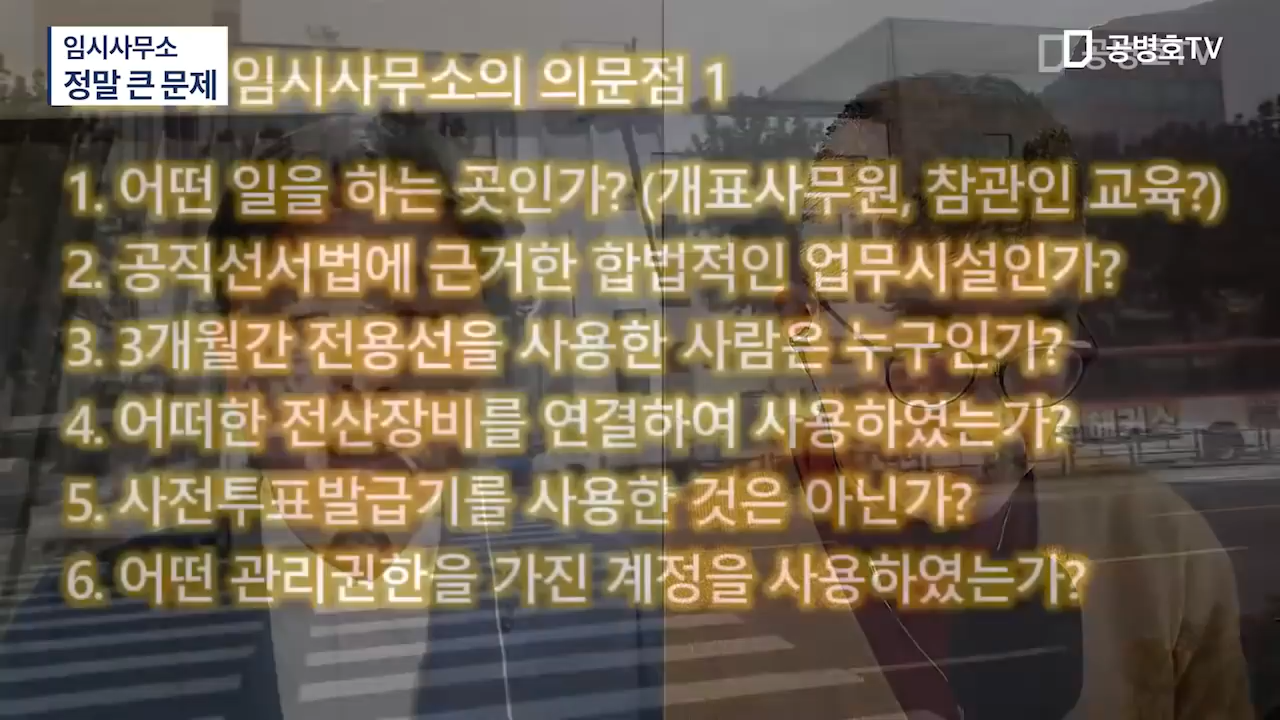 임시사무소
정말 큰 문제
공병호TV
임시사무소의 의문점 1
1. 어떤 일을 하는 곳인가? (개표사무원, 참관인 교육?)
2. 공직선서법에 근거한 합법적인 업무시설인가?
3. 3개월간 전용선을 사용한 사람은 누구인가?
4. 어떠한 전산장비를 연결하여 사용하였는가?
5. 사전투표발급기를 사용한 것은 아닌가?
6. 어떤 관리권한을 가진 계정을 사용하였는가?